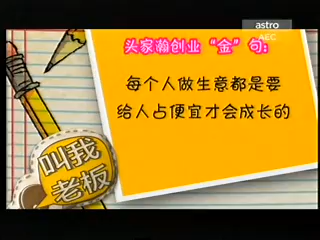 astro
AEC
头家瀚创业“金”句:
每个人做生意都是要
给人占便宜才会成长的
叫我
老板